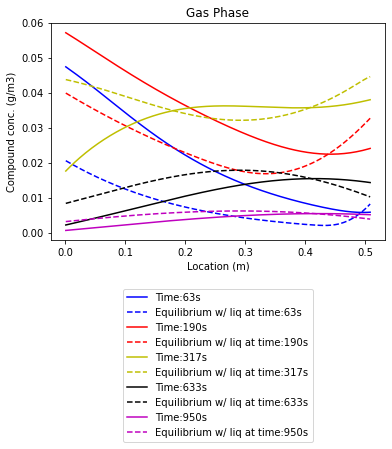 Gas Phase
0.06
0.05
0.04
0.03
0.02
0.01
0.00
Compound conc. (g/m3)
0.0 0.1 0.2 0.3 0.4 0.5
Location (m)
Time:63s
Equilibrium w/ liq at time:63s
Time:190s
Equilibrium w/ liq at time:190s
Time:317s
Equilibrium w/ liq at time:317s
Time:633s
Equilibrium w/ liq at time:633s
Time:950s
Equilibrium w/ liq at time:950s